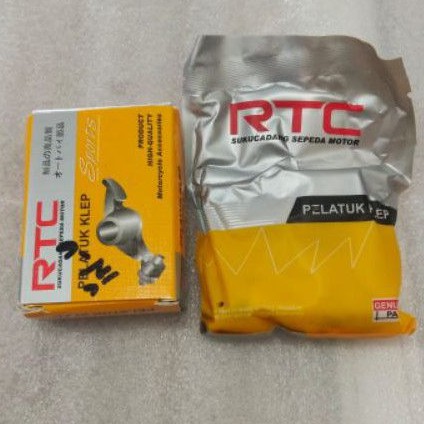 RTC
SUKUCADANG SEPEDA MOTOR
オートバイ部品
PELATUK KLEP
Sports
PRODUCT
HIGH-QUALITY
Motorcycle Accessories
RTC
SUKUCADANG SEPEDA MOTOR
PELATUK KLEP
GENU
PA